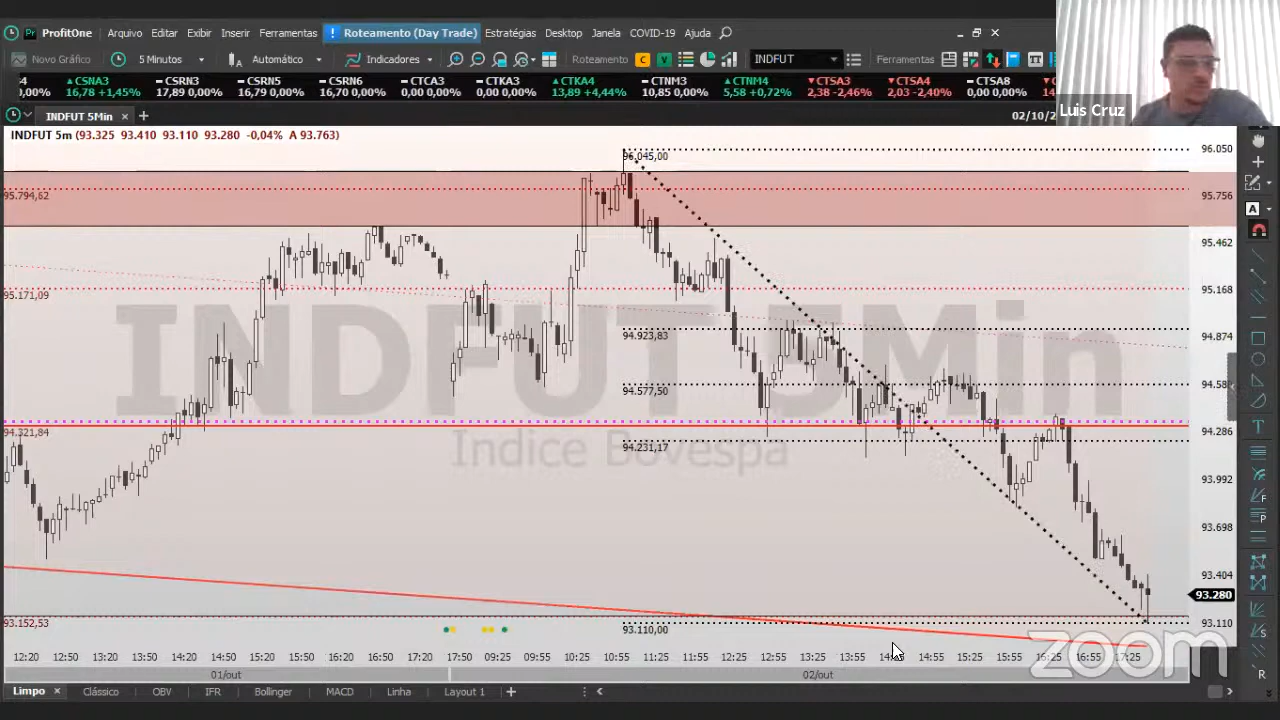 ProfitOne Arquivo Editar Exibir Inserir Ferramentas ! Roteamento (Day Trade) Estratégias Desktop Janela COVID-19 Ajuda
Novo Gráfico 5 Minutos Automático Indicadores Roteamento C V INDFUT Ferramentas
CSNA3 CSRN3 CSRN5 CSRN6 CTCA3 CTKA3 CTKA4 CTNM3 CTNM4 CTSA3 CTSA4 CTSA8
0,00% 16,78 +1,45% 17,89 0,00% 16,79 0,00% 16,70 0,00% 0,00 0,00% 0,00 0,00% 13,89 +4,44% 10,85 0,00% 5,58 +0,72% 2,38 -2,46% 2,03 -2,40% 0,00 0,00%
Luis Cruz
INDFUT 5Min × + 02/10
INDFUT 5m (93.325 93.410 93.110 93.280 -0,04% A 93.763)
96.045,00 96.050
95.794,62 95.756
95.462
95.171,09 95.168
INDFUT 5Min
94.923,83 94.874
94.577,50
94.321,84 94.286
94.231,17
Indice Bovespa
93.992
93.698
93.404
93.280
93.152,53 93.110,00 93.110
zoom
12:20 12:50 13:20 13:50 14:20 14:50 15:20 15:50 16:20 16:50 17:20 17:50 09:25 09:55 10:25 10:55 11:25 11:55 12:25 12:55 13:25 13:55 14:55 15:25 15:55 16:25 16:55 17:25
01/out 02/out
Limpo × Clássico OBV IFR Bollinger MACD Linha Layout 1 +